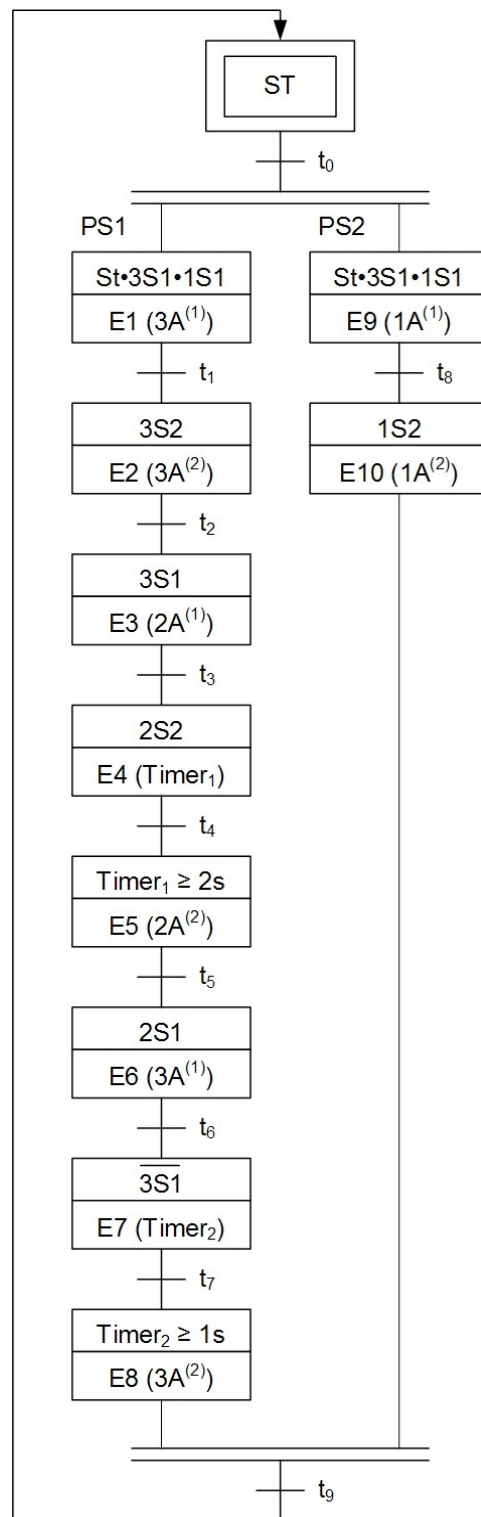 ST
t₀
PS1 PS2
St•3S1•1S1 St•3S1•1S1
E1 (3A⁽¹⁾) E9 (1A⁽¹⁾)
t₁ t₈
3S2 1S2
E2 (3A⁽²⁾) E10 (1A⁽²⁾)
t₂
3S1
E3 (2A⁽¹⁾)
t₃
2S2
E4 (Timer₁)
t₄
Timer₁ ≥ 2s
E5 (2A⁽²⁾)
t₅
2S1
E6 (3A⁽¹⁾)
t₆
3̅S̅1̅
E7 (Timer₂)
t₇
Timer₂ ≥ 1s
E8 (3A⁽²⁾)
t₉